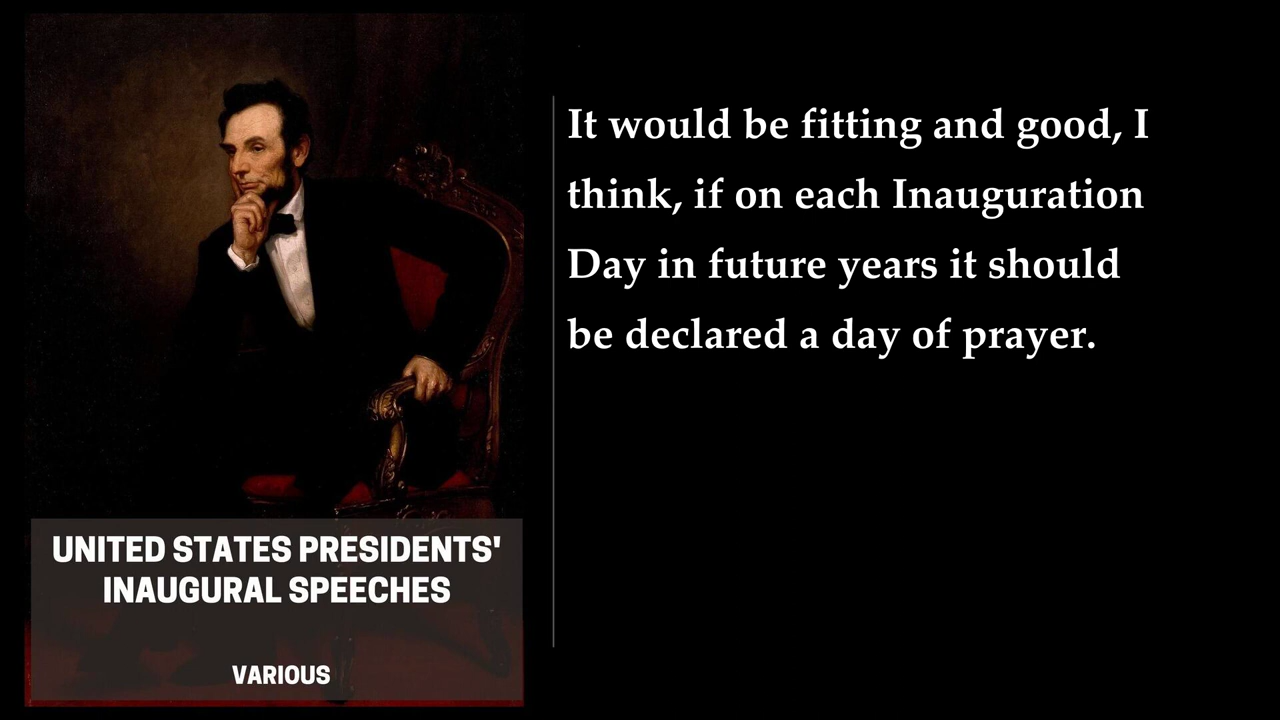 It would be fitting and good, I
think, if on each Inauguration
Day in future years it should
be declared a day of prayer.
UNITED STATES PRESIDENTS'
INAUGURAL SPEECHES
VARIOUS